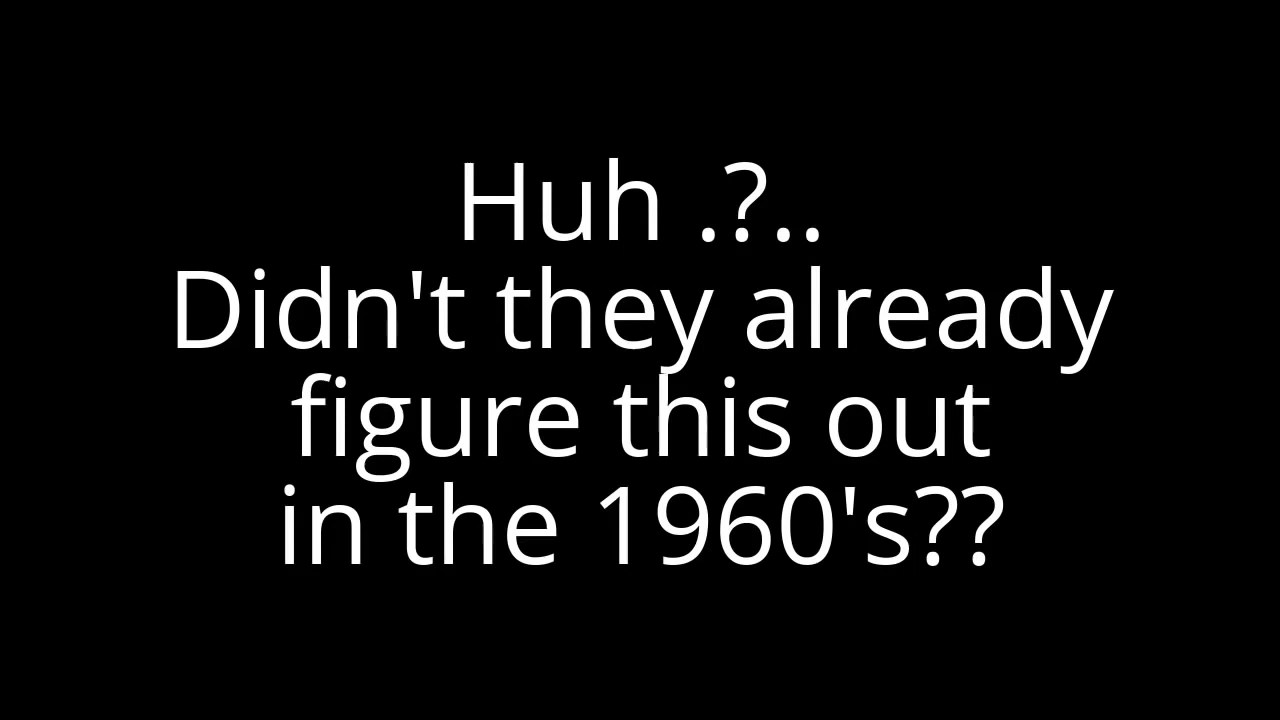 Huh .?..
Didn't they already
figure this out
in the 1960's??